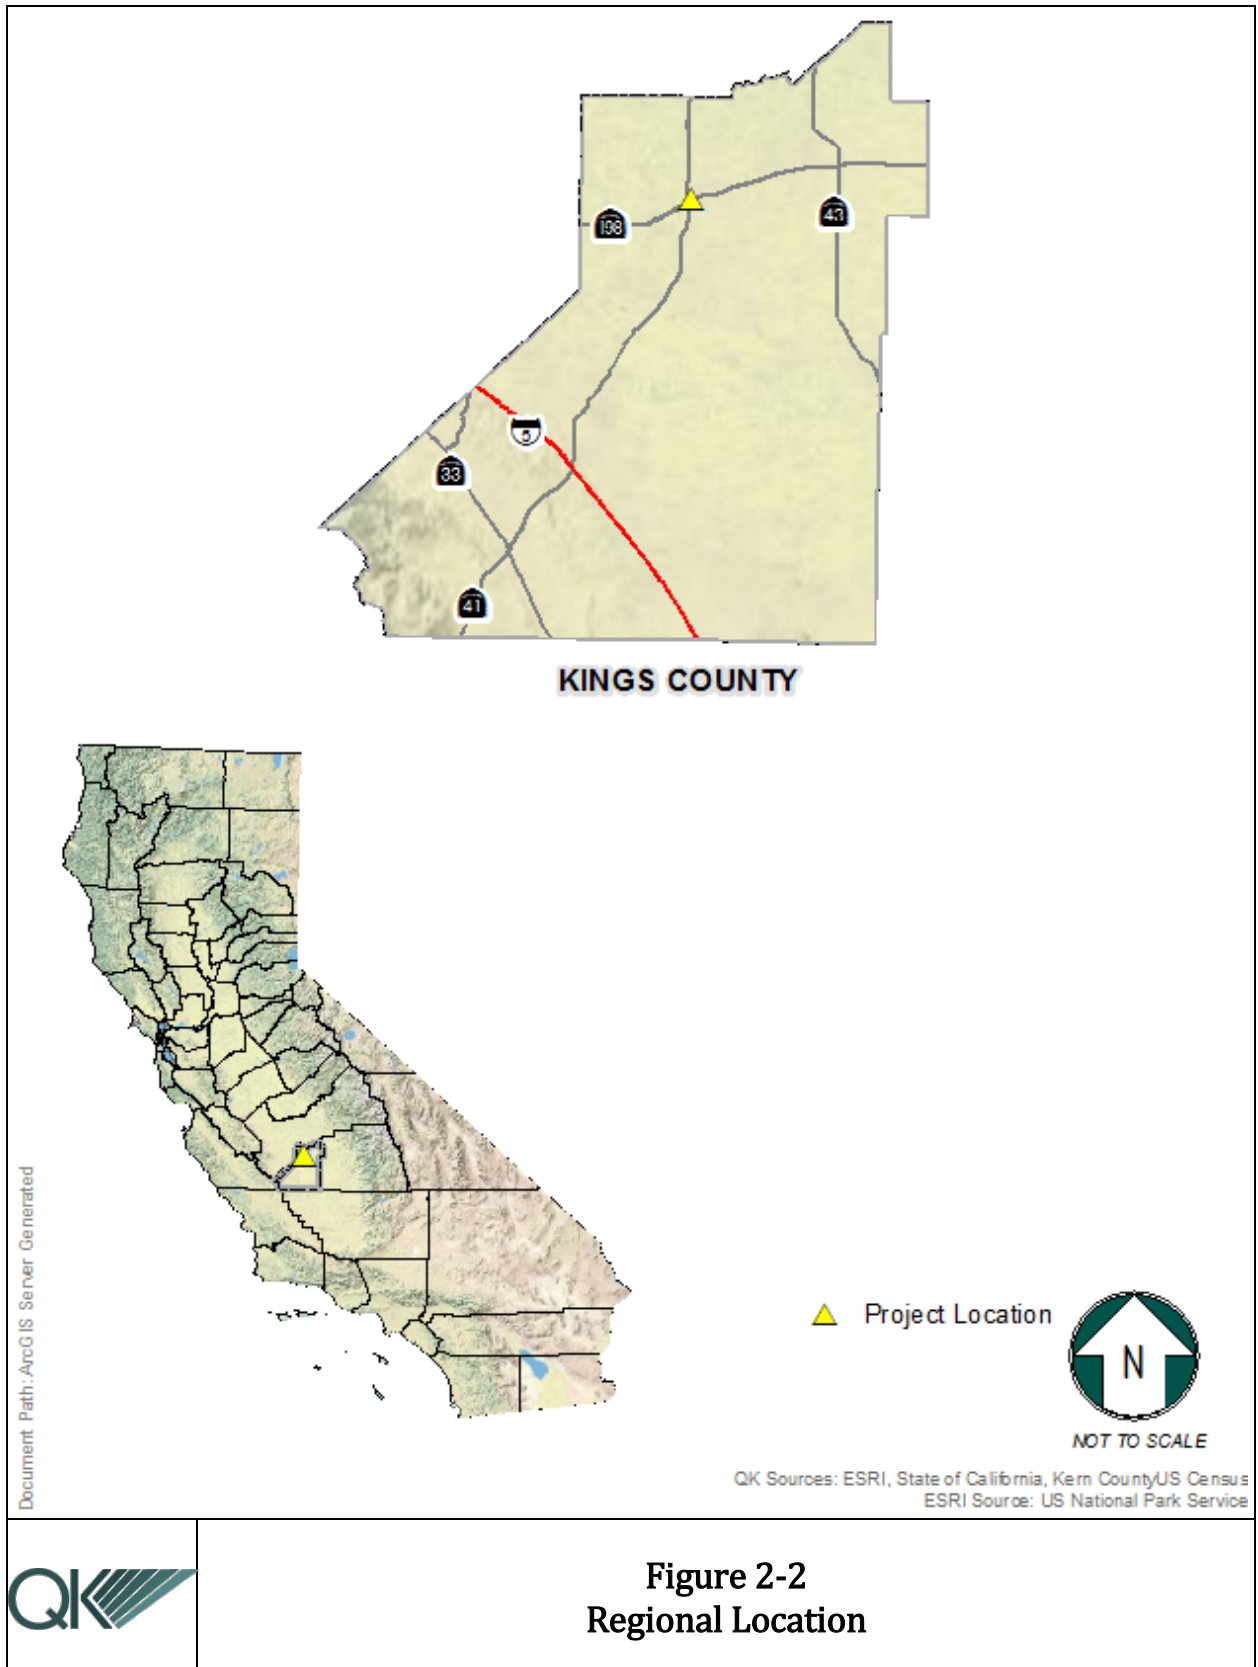 198
43
5
33
41
KINGS COUNTY
Project Location
N
NOT TO SCALE
QK Sources: ESRI, State of California, Kern CountyUS Census
ESRI Source: US National Park Service
Document Path: ArcGIS Server Generated
QK
Figure 2-2
Regional Location